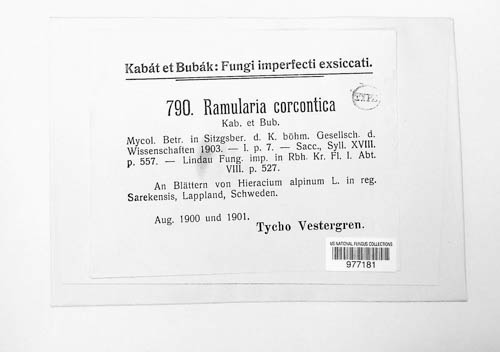 Kabát et Bubák: Fungi imperfecti exsiccati.
790. Ramularia corcontica
TYPE
Kab. et Bub.
Mycol. Betr. in Sitzgsber. d. K. böhm. Gesellsch. d.
Wissenschaften 1903. — l. p. 7. — Sacc., Syll. XVIII.
p. 557. — Lindau Fung. imp. in Rbh. Kr. Fl. I. Abt.
VIII. p. 527.
An Blättern von Hieracium alpinum L. in reg.
Sarekensis, Lappland, Schweden.
Aug. 1900 und 1901.
Tycho Vestergren.
US NATIONAL FUNGUS COLLECTIONS
977181